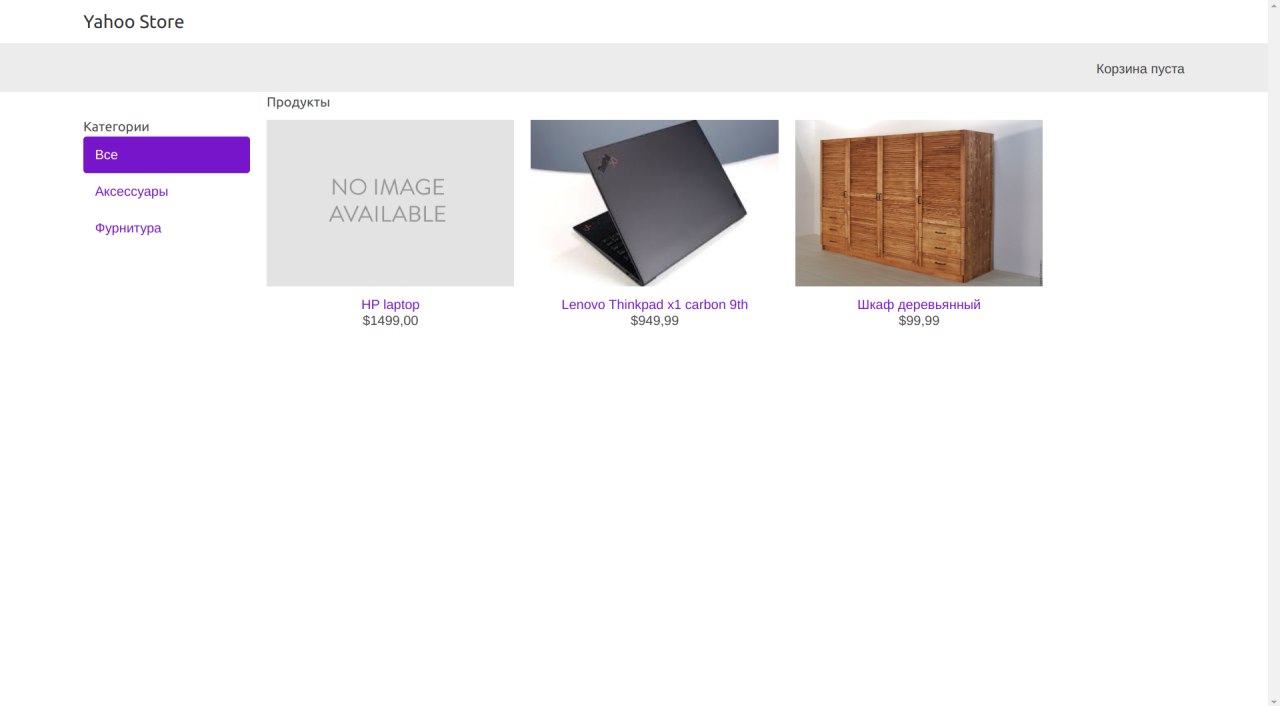 Yahoo Store
Корзина пуста
Категории
Все
Аксессуары
Фурнитура
Продукты
NO IMAGE
AVAILABLE
HP laptop
$1499,00
Lenovo Thinkpad x1 carbon 9th
$949,99
Шкаф деревьянный
$99,99